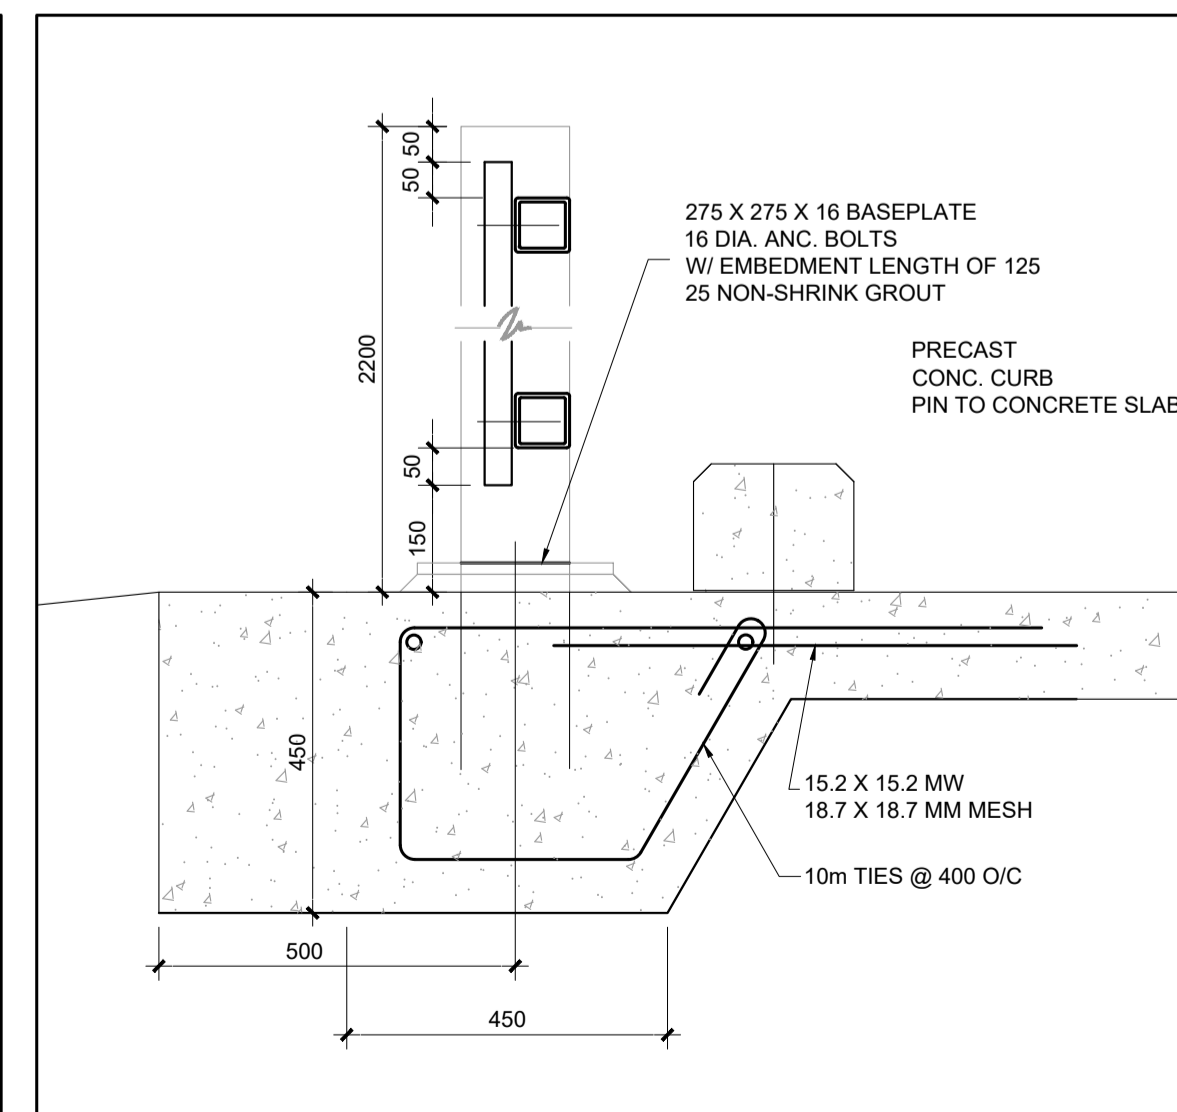 50
50
2200
50
150
275 X 275 X 16 BASEPLATE
16 DIA. ANC. BOLTS
W/ EMBEDMENT LENGTH OF 125
25 NON-SHRINK GROUT
PRECAST
CONC. CURB
PIN TO CONCRETE SLAB
450
15.2 X 15.2 MW
18.7 X 18.7 MM MESH
10m TIES @ 400 O/C
500
450